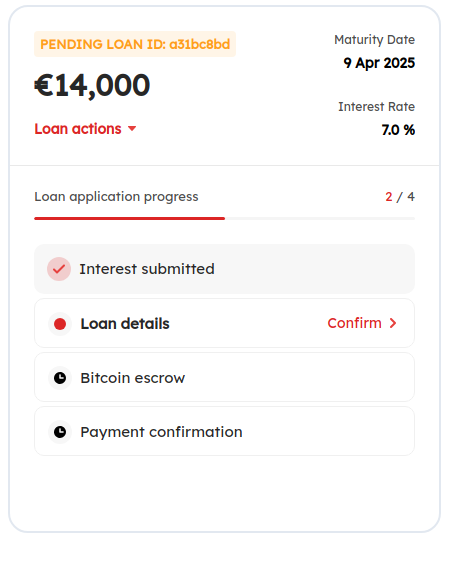 PENDING LOAN ID: a31bc8bd
€14,000
Loan actions
Maturity Date
9 Apr 2025
Interest Rate
7.0 %
Loan application progress
2 / 4
Interest submitted
Loan details
Confirm
Bitcoin escrow
Payment confirmation